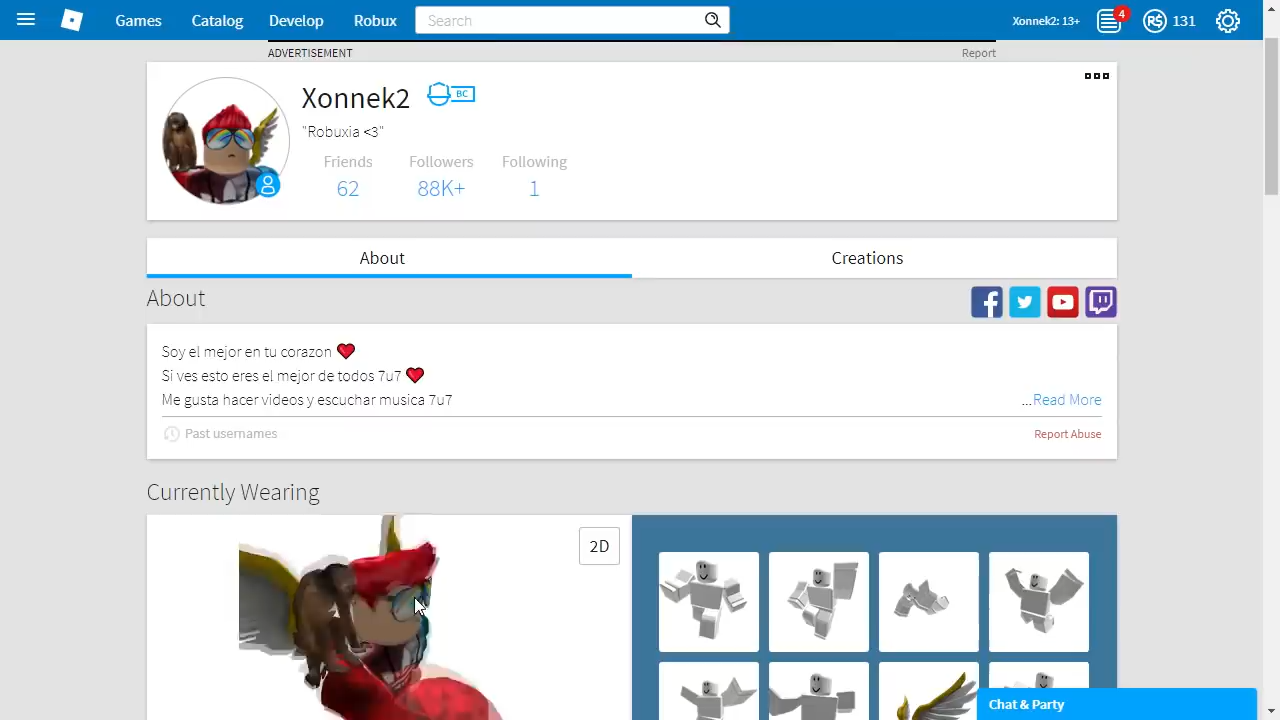 Games Catalog Develop Robux Search Xonnek2: 13+ 4 R$ 131
ADVERTISEMENT Report
Xonnek2 BC
"Robuxia <3"
Friends Followers Following
62 88K+ 1
About Creations
About
Soy el mejor en tu corazon ❤
Si ves esto eres el mejor de todos 7u7 ❤
Me gusta hacer videos y escuchar musica 7u7 ...Read More
Past usernames Report Abuse
Currently Wearing
2D
Chat & Party